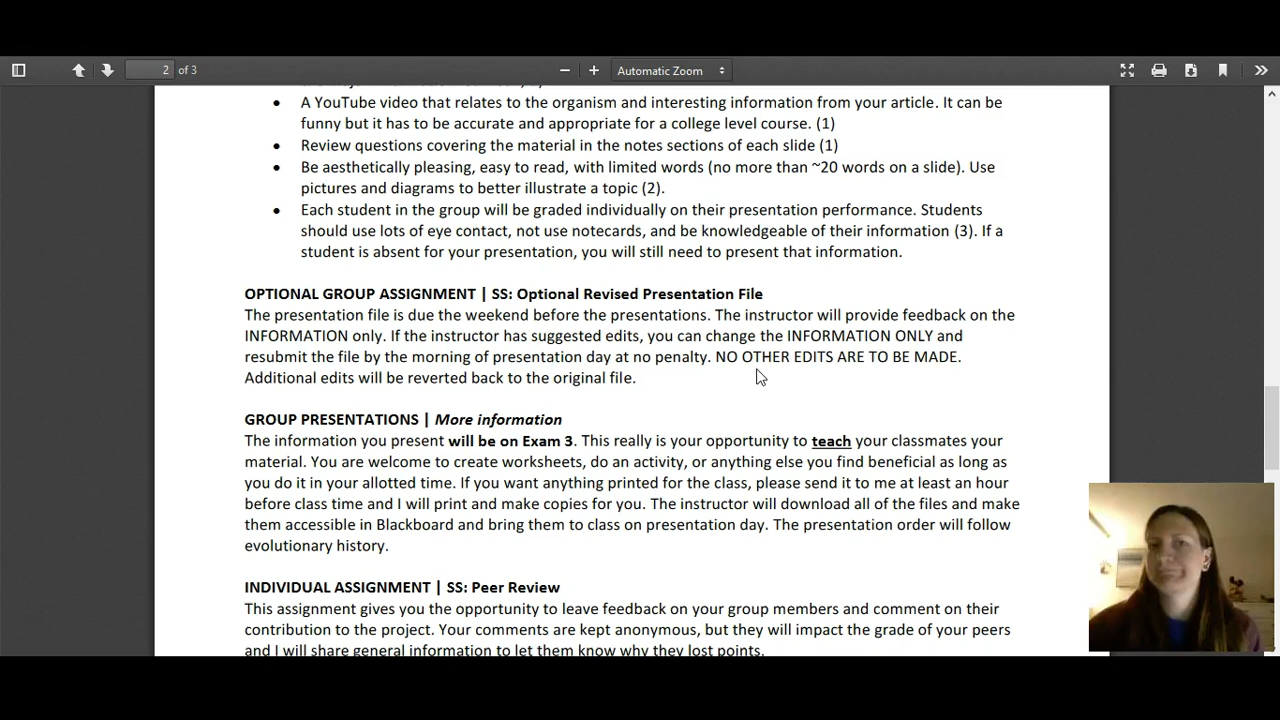 2 of 3
Automatic Zoom
A YouTube video that relates to the organism and interesting information from your article. It can be
funny but it has to be accurate and appropriate for a college level course. (1)
Review questions covering the material in the notes sections of each slide (1)
Be aesthetically pleasing, easy to read, with limited words (no more than ~20 words on a slide). Use
pictures and diagrams to better illustrate a topic (2).
Each student in the group will be graded individually on their presentation performance. Students
should use lots of eye contact, not use notecards, and be knowledgeable of their information (3). If a
student is absent for your presentation, you will still need to present that information.
OPTIONAL GROUP ASSIGNMENT | SS: Optional Revised Presentation File
The presentation file is due the weekend before the presentations. The instructor will provide feedback on the
INFORMATION only. If the instructor has suggested edits, you can change the INFORMATION ONLY and
resubmit the file by the morning of presentation day at no penalty. NO OTHER EDITS ARE TO BE MADE.
Additional edits will be reverted back to the original file.
GROUP PRESENTATIONS | More information
The information you present will be on Exam 3. This really is your opportunity to teach your classmates your
material. You are welcome to create worksheets, do an activity, or anything else you find beneficial as long as
you do it in your allotted time. If you want anything printed for the class, please send it to me at least an hour
before class time and I will print and make copies for you. The instructor will download all of the files and make
them accessible in Blackboard and bring them to class on presentation day. The presentation order will follow
evolutionary history.
INDIVIDUAL ASSIGNMENT | SS: Peer Review
This assignment gives you the opportunity to leave feedback on your group members and comment on their
contribution to the project. Your comments are kept anonymous, but they will impact the grade of your peers
and I will share general information to let them know why they lost points.